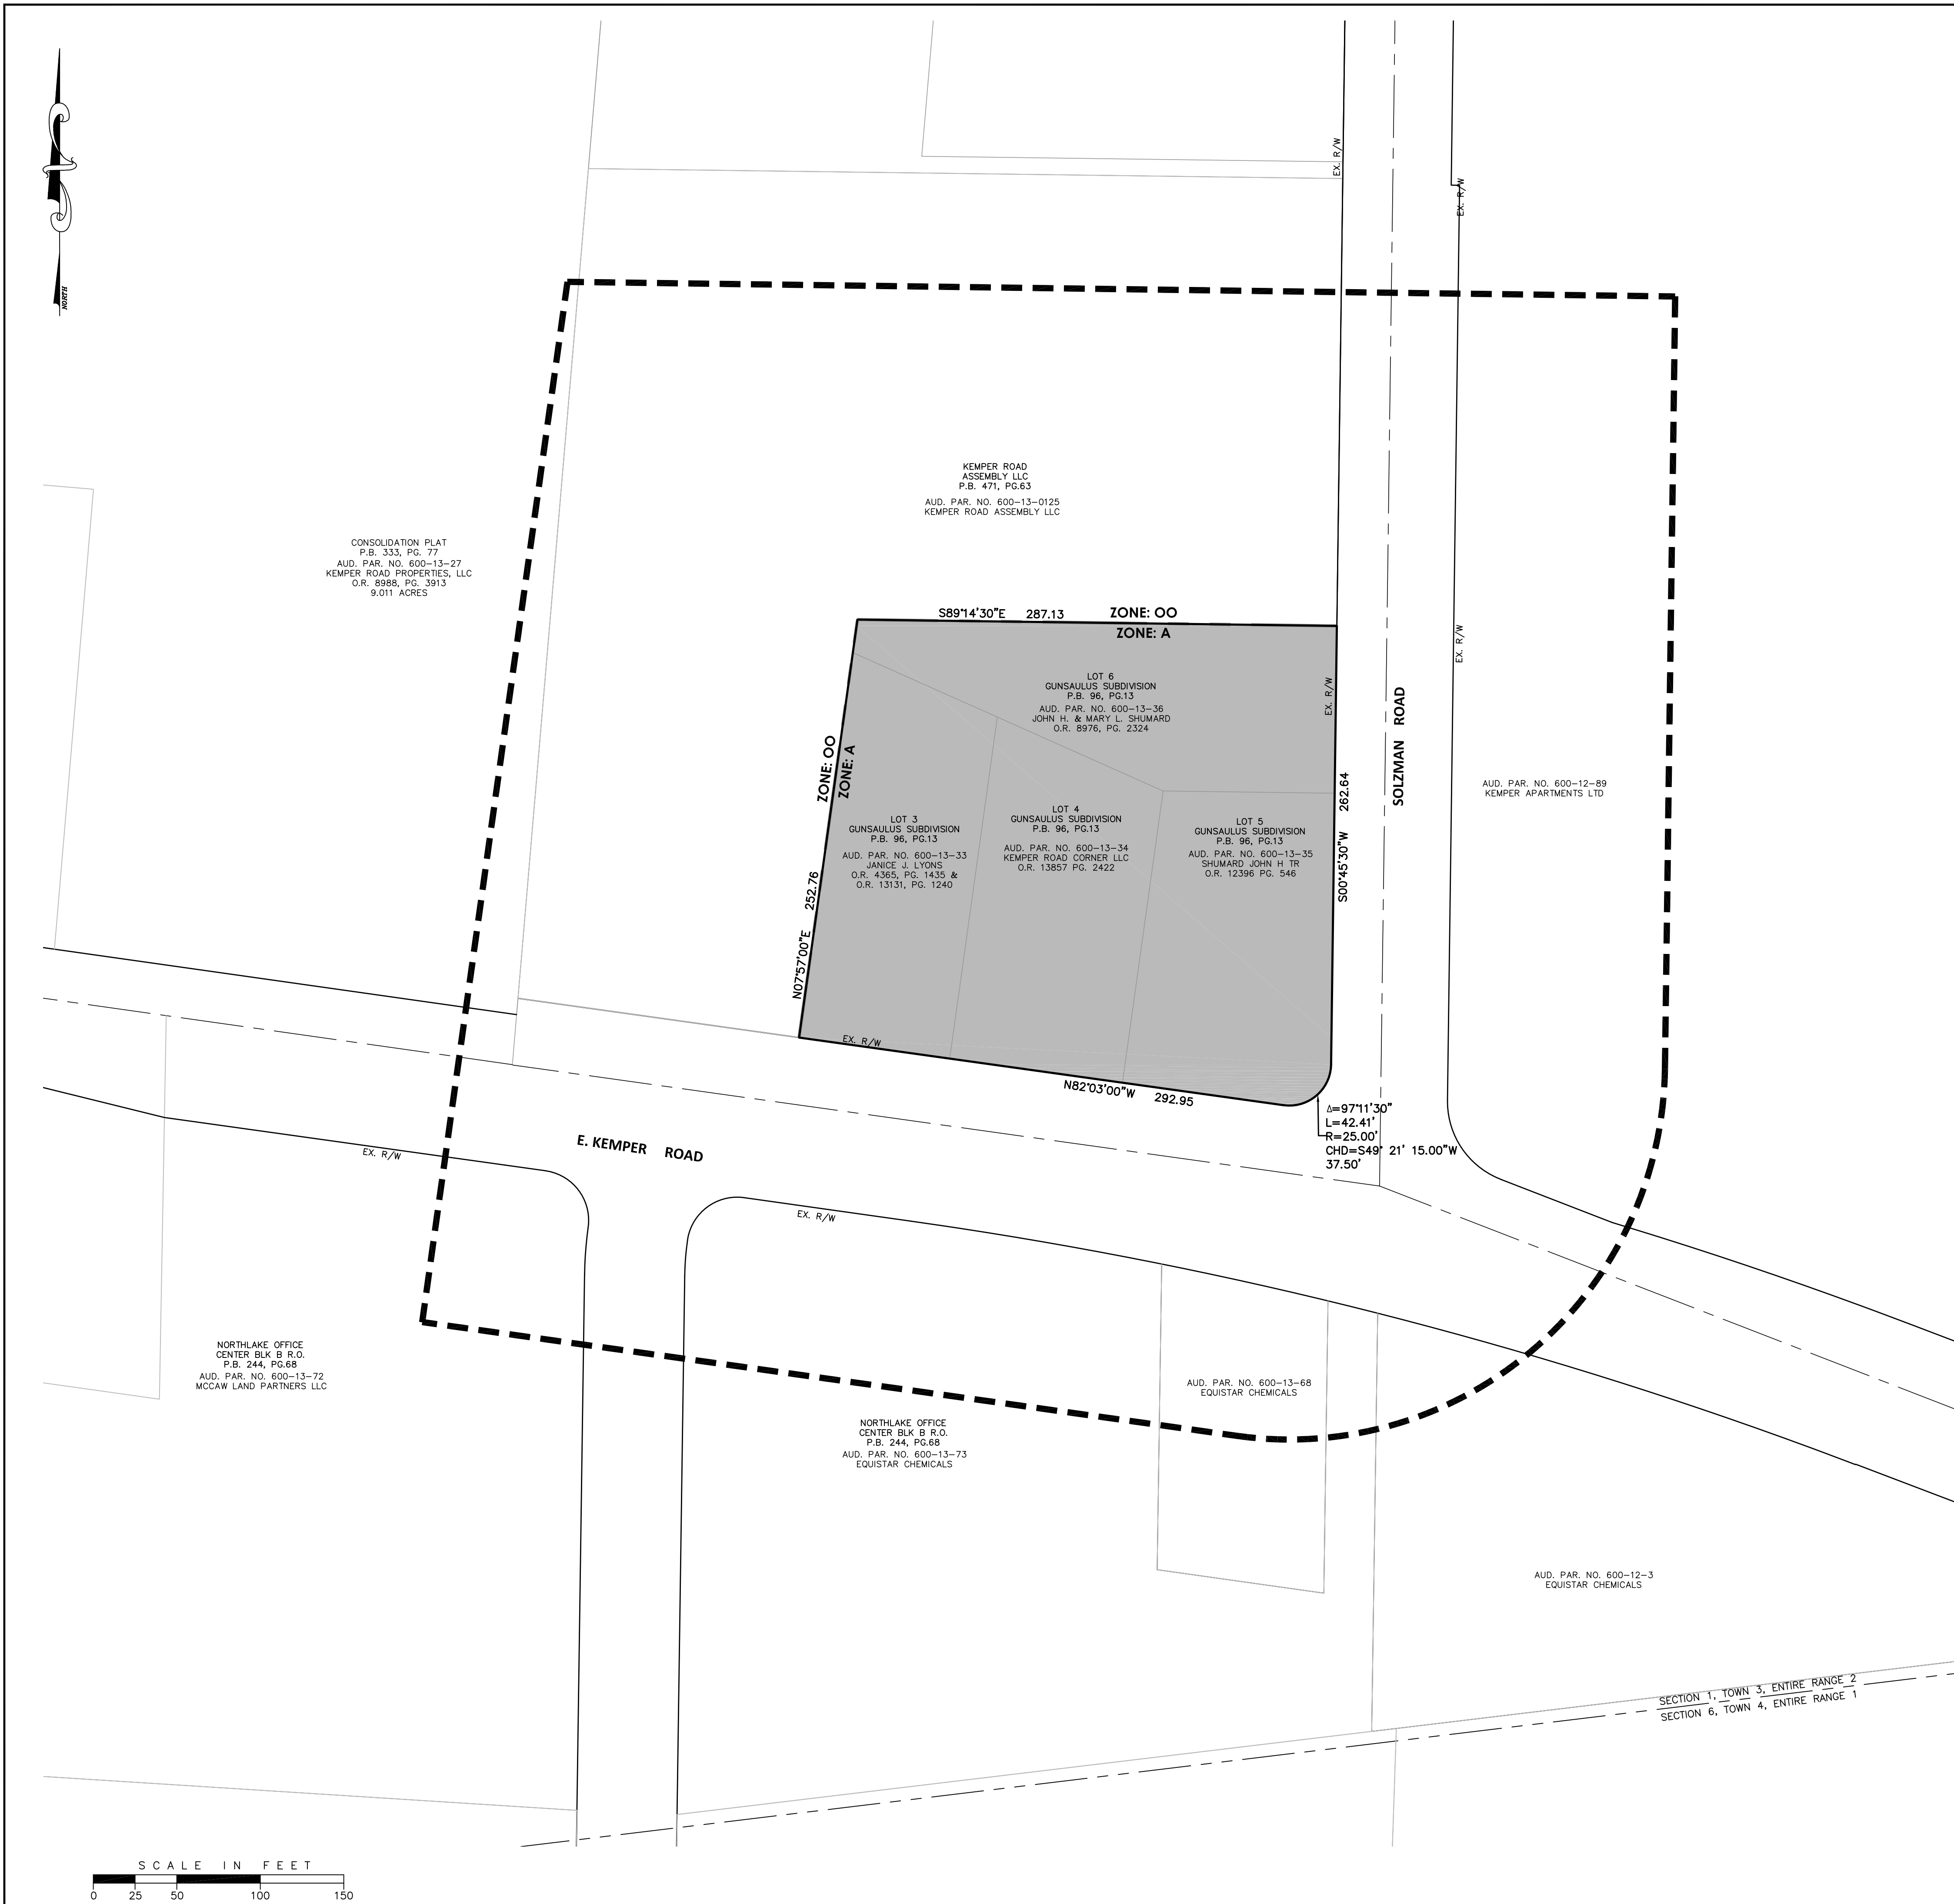 NORTH
EX. R/W
EX. R/W
KEMPER ROAD
ASSEMBLY LLC
P.B. 471, PG.63
AUD. PAR. NO. 600-13-0125
KEMPER ROAD ASSEMBLY LLC
CONSOLIDATION PLAT
P.B. 333, PG. 77
AUD. PAR. NO. 600-13-27
KEMPER ROAD PROPERTIES, LLC
O.R. 8988, PG. 3913
9.011 ACRES
S89°14'30"E 287.13
ZONE: OO
ZONE: A
EX. R/W
LOT 6
GUNSAULUS SUBDIVISION
P.B. 96, PG.13
AUD. PAR. NO. 600-13-36
JOHN H. & MARY L. SHUMARD
O.R. 8976, PG. 2324
EX. R/W
SOLZMAN ROAD
ZONE: OO
ZONE: A
S00°45'30"W 262.64
AUD. PAR. NO. 600-12-89
KEMPER APARTMENTS LTD
LOT 3
GUNSAULUS SUBDIVISION
P.B. 96, PG.13
AUD. PAR. NO. 600-13-33
JANICE J. LYONS
O.R. 4365, PG. 1435 &
O.R. 13131, PG. 1240
LOT 4
GUNSAULUS SUBDIVISION
P.B. 96, PG.13
AUD. PAR. NO. 600-13-34
KEMPER ROAD CORNER LLC
O.R. 13857 PG. 2422
LOT 5
GUNSAULUS SUBDIVISION
P.B. 96, PG.13
AUD. PAR. NO. 600-13-35
SHUMARD JOHN H TR
O.R. 12396 PG. 546
N07°57'00"E 252.76
EX. R/W
N82°03'00"W 292.95
Δ=97°11'30"
L=42.41'
R=25.00'
CHD=S49° 21' 15.00"W
37.50'
E. KEMPER ROAD
EX. R/W
EX. R/W
NORTHLAKE OFFICE
CENTER BLK B R.O.
P.B. 244, PG.68
AUD. PAR. NO. 600-13-72
MCCAW LAND PARTNERS LLC
AUD. PAR. NO. 600-13-68
EQUISTAR CHEMICALS
NORTHLAKE OFFICE
CENTER BLK B R.O.
P.B. 244, PG.68
AUD. PAR. NO. 600-13-73
EQUISTAR CHEMICALS
AUD. PAR. NO. 600-12-3
EQUISTAR CHEMICALS
SECTION 1, TOWN 3, ENTIRE RANGE 2
SECTION 6, TOWN 4, ENTIRE RANGE 1
SCALE IN FEET
0 25 50 100 150